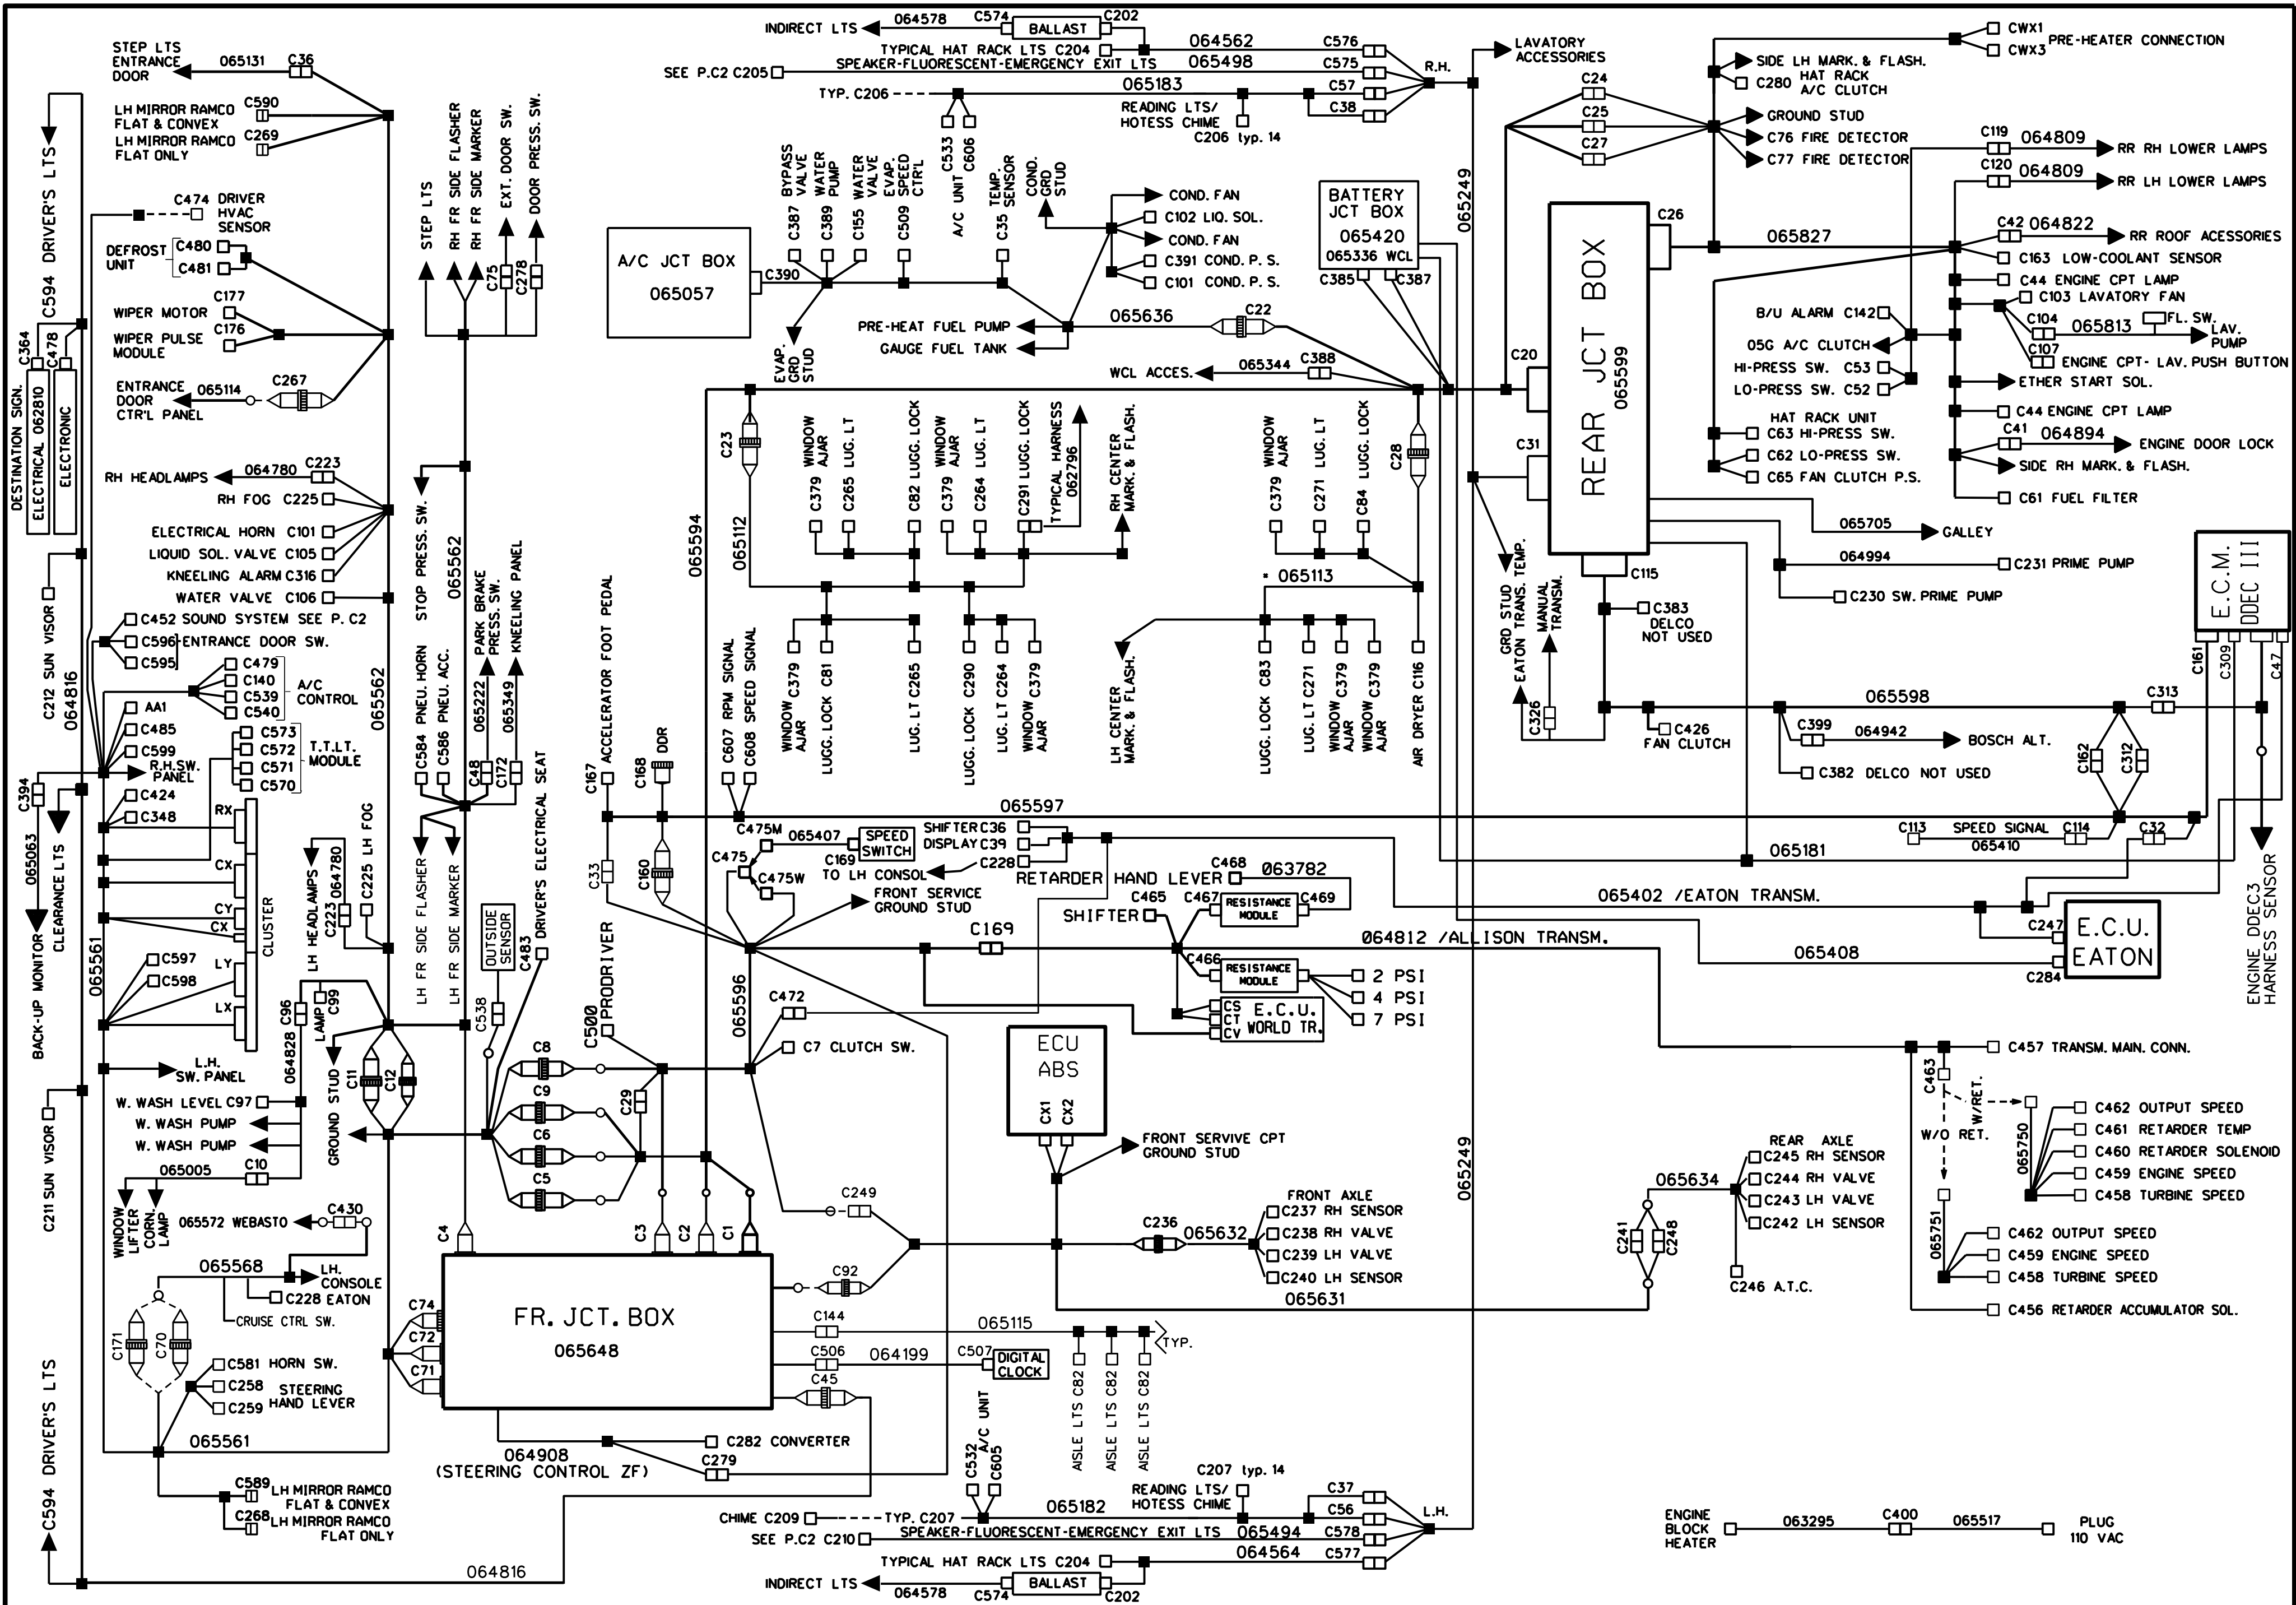 INDIRECT LTS
064578
C574
BALLAST
C202
TYPICAL HAT RACK LTS C204
064562
C576
SPEAKER-FLUORESCENT-EMERGENCY EXIT LTS
065498
C575
SEE P.C2 C205
065183
C57
TYP. C206
C38
R.H.
READING LTS/
HOTESS CHIME
C206 typ. 14
C533
C606
A/C UNIT
LAVATORY
ACCESSORIES
065249
STEP LTS
ENTRANCE
DOOR
065131
C36
LH MIRROR RAMCO
FLAT & CONVEX
C590
LH MIRROR RAMCO
FLAT ONLY
C269
C594 DRIVER'S LTS
C474
DRIVER
HVAC
SENSOR
DEFROST
UNIT
C480
C481
WIPER MOTOR
C177
WIPER PULSE
MODULE
C176
ENTRANCE
DOOR
CTR'L PANEL
065114
C267
DESTINATION SIGN.
C364
C478
ELECTRICAL 062810
ELECTRONIC
RH HEADLAMPS
064780
C223
RH FOG C225
ELECTRICAL HORN C101
LIQUID SOL. VALVE C105
KNEELING ALARM C316
WATER VALVE C106
C212 SUN VISOR
064816
C452 SOUND SYSTEM SEE P. C2
C596
ENTRANCE DOOR SW.
C595
C479
C140
C539
C540
A/C
CONTROL
065562
AA1
C485
C599
R.H.SW.
PANEL
C424
C348
C573
C572
C571
C570
T.T.LT.
MODULE
C394
065063
BACK-UP MONITOR
CLEARANCE LTS
065561
RX
CX
CY
CX
LY
LX
CLUSTER
C597
C598
LH HEADLAMPS
064780
C223
C225 LH FOG
L.H.
SW. PANEL
C96
064828
LAMP C99
GROUND STUD
C11
C12
W. WASH LEVEL C97
W. WASH PUMP
W. WASH PUMP
065005
C10
WINDOW
LIFTER
CORN.
LAMP
C211 SUN VISOR
065572 WEBASTO
C430
065568
LH.
CONSOLE
C228 EATON
CRUISE CTRL SW.
C171
C70
C581 HORN SW.
C258
C259
STEERING
HAND LEVER
065561
C594 DRIVER'S LTS
C589
LH MIRROR RAMCO
FLAT & CONVEX
C268
LH MIRROR RAMCO
FLAT ONLY
064816
STEP LTS
RH FR SIDE FLASHER
RH FR SIDE MARKER
C75
EXT. DOOR SW.
C278
DOOR PRESS. SW.
STOP PRESS. SW.
065562
C584 PNEU. HORN
C586 PNEU. ACC.
065222
PARK BRAKE
PRESS. SW.
C48
065349
KNEELING PANEL
C172
LH FR SIDE FLASHER
LH FR SIDE MARKER
OUTSIDE
SENSOR
C538
C483
DRIVER'S ELECTRICAL SEAT
A/C JCT BOX
065057
C390
C387
BYPASS
VALVE
C389
WATER
PUMP
C155
WATER
VALVE
C509
EVAP.
SPEED
CTR'L
C35
TEMP.
SENSOR
COND.
GRD
STUD
EVAP.
GRD
STUD
COND. FAN
C102 LIQ. SOL.
COND. FAN
C391 COND. P. S.
C101 COND. P. S.
PRE-HEAT FUEL PUMP
GAUGE FUEL TANK
065636
C22
WCL ACCES.
065344
C388
BATTERY
JCT BOX
065420
065336 WCL
C385
C387
065594
C23
065112
C379
WINDOW
AJAR
C265 LUG. LT
C82 LUGG. LOCK
C379
WINDOW
AJAR
C264 LUG. LT
C291 LUGG. LOCK
TYPICAL HARNESS
062796
RH CENTER
MARK. & FLASH.
WINDOW
AJAR
C379
LUGG. LOCK C81
LUG. LT C265
LUGG. LOCK C290
LUG. LT C264
WINDOW
AJAR
C379
C379
WINDOW
AJAR
C271 LUG. LT
C84 LUGG. LOCK
C28
* 065113
LH CENTER
MARK. & FLASH.
LUGG. LOCK C83
LUG. LT C271
WINDOW
AJAR
C379
WINDOW
AJAR
C379
AIR DRYER C116
C167
ACCELERATOR FOOT PEDAL
C168
DDR
C607 RPM SIGNAL
C608 SPEED SIGNAL
065597
C33
C160
C475M
C475
C475W
065407
SPEED
SWITCH
SHIFTER C36
DISPLAY C39
C169
TO LH CONSOL
C228
FRONT SERVICE
GROUND STUD
RETARDER HAND LEVER
C468
063782
SHIFTER
C465
C467
RESISTANCE
MODULE
C469
C169
064812 /ALLISON TRANSM.
065402 /EATON TRANSM.
C466
RESISTANCE
MODULE
2 PSI
4 PSI
7 PSI
CS
CT
CV
E.C.U.
WORLD TR.
065596
C500 PRODRIVER
C472
C7 CLUTCH SW.
C8
C9
C6
C5
C29
ECU
ABS
CX1
CX2
FRONT SERVIVE CPT
GROUND STUD
C249
C236
065632
FRONT AXLE
C237 RH SENSOR
C238 RH VALVE
C239 LH VALVE
C240 LH SENSOR
065631
C4
C3
C2
C1
FR. JCT. BOX
065648
C74
C72
C71
C92
C144
065115
C506
064199
C507
DIGITAL
CLOCK
C45
TYP.
AISLE LTS C82
AISLE LTS C82
AISLE LTS C82
064908
(STEERING CONTROL ZF)
C282 CONVERTER
C279
C532
A/C UNIT
C605
CHIME C209
TYP. C207
065182
READING LTS/
HOTESS CHIME
C207 typ. 14
C37
C56
L.H.
SEE P.C2 C210
SPEAKER-FLUORESCENT-EMERGENCY EXIT LTS
065494
C578
TYPICAL HAT RACK LTS C204
064564
C577
INDIRECT LTS
064578
C574
BALLAST
C202
065249
C24
C25
C27
C20
C31
REAR JCT BOX
065599
C26
C115
CWX1
CWX3
PRE-HEATER CONNECTION
SIDE LH MARK. & FLASH.
C280
HAT RACK
A/C CLUTCH
GROUND STUD
C76 FIRE DETECTOR
C77 FIRE DETECTOR
065827
C119
064809
RR RH LOWER LAMPS
C120
064809
RR LH LOWER LAMPS
C42
064822
RR ROOF ACESSORIES
C163 LOW-COOLANT SENSOR
C44 ENGINE CPT LAMP
C103 LAVATORY FAN
C104
065813
FL. SW.
LAV.
PUMP
C107
ENGINE CPT- LAV. PUSH BUTTON
B/U ALARM C142
05G A/C CLUTCH
HI-PRESS SW. C53
LO-PRESS SW. C52
ETHER START SOL.
C44 ENGINE CPT LAMP
C41
064894
ENGINE DOOR LOCK
SIDE RH MARK. & FLASH.
C61 FUEL FILTER
HAT RACK UNIT
C63 HI-PRESS SW.
C62 LO-PRESS SW.
C65 FAN CLUTCH P.S.
065705
GALLEY
064994
C231 PRIME PUMP
C230 SW. PRIME PUMP
C383
DELCO
NOT USED
GRD STUD
EATON TRANS. TEMP.
MANUAL
TRANSM.
C326
065598
C313
C426
FAN CLUTCH
C399
064942
BOSCH ALT.
C382 DELCO NOT USED
C162
C312
E.C.M.
DDEC III
C161
C309
C47
C113
SPEED SIGNAL
065410
C114
C32
065181
ENGINE DDEC3
HARNESS SENSOR
C247
E.C.U.
EATON
C284
065408
C457 TRANSM. MAIN. CONN.
C463
W/RET.
W/O RET.
065750
C462 OUTPUT SPEED
C461 RETARDER TEMP
C460 RETARDER SOLENOID
C459 ENGINE SPEED
C458 TURBINE SPEED
065751
C462 OUTPUT SPEED
C459 ENGINE SPEED
C458 TURBINE SPEED
C456 RETARDER ACCUMULATOR SOL.
C241
C248
065634
REAR AXLE
C245 RH SENSOR
C244 RH VALVE
C243 LH VALVE
C242 LH SENSOR
C246 A.T.C.
ENGINE
BLOCK
HEATER
063295
C400
065517
PLUG
110 VAC